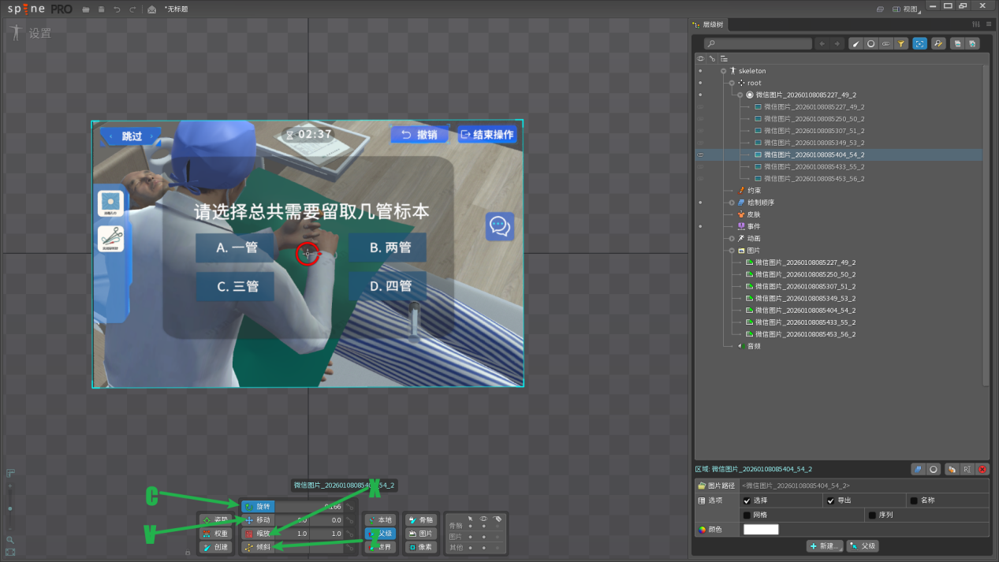 spine PRO
*无标题
视图
设置
层级树
skeleton
root
微信图片_20260108085227_49_2
微信图片_20260108085227_49_2
微信图片_20260108085250_50_2
微信图片_20260108085307_51_2
微信图片_20260108085349_53_2
微信图片_20260108085404_54_2
微信图片_20260108085433_55_2
微信图片_20260108085453_56_2
约束
绘制顺序
皮肤
事件
动画
图片
微信图片_20260108085227_49_2
微信图片_20260108085250_50_2
微信图片_20260108085307_51_2
微信图片_20260108085349_53_2
微信图片_20260108085404_54_2
微信图片_20260108085433_55_2
微信图片_20260108085453_56_2
音频
跳过
02:37
撤销
结束操作
请选择总共需要留取几管标本
A. 一管
B. 两管
C. 三管
D. 四管
微信图片_2026010808540 54_2
C
V
X
Z
旋转 0.166
姿势 移动 0.0 0.0 本地 骨骼
权重 缩放 1.0 1.0 父级 图片
创建 倾斜 世界 像素
骨骼
图片
其他
区域: 微信图片_20260108085404_54_2
图片路径 <微信图片_20260108085404_54_2>
选项 选择 导出 名称
网格 序列
颜色
新建... 父级